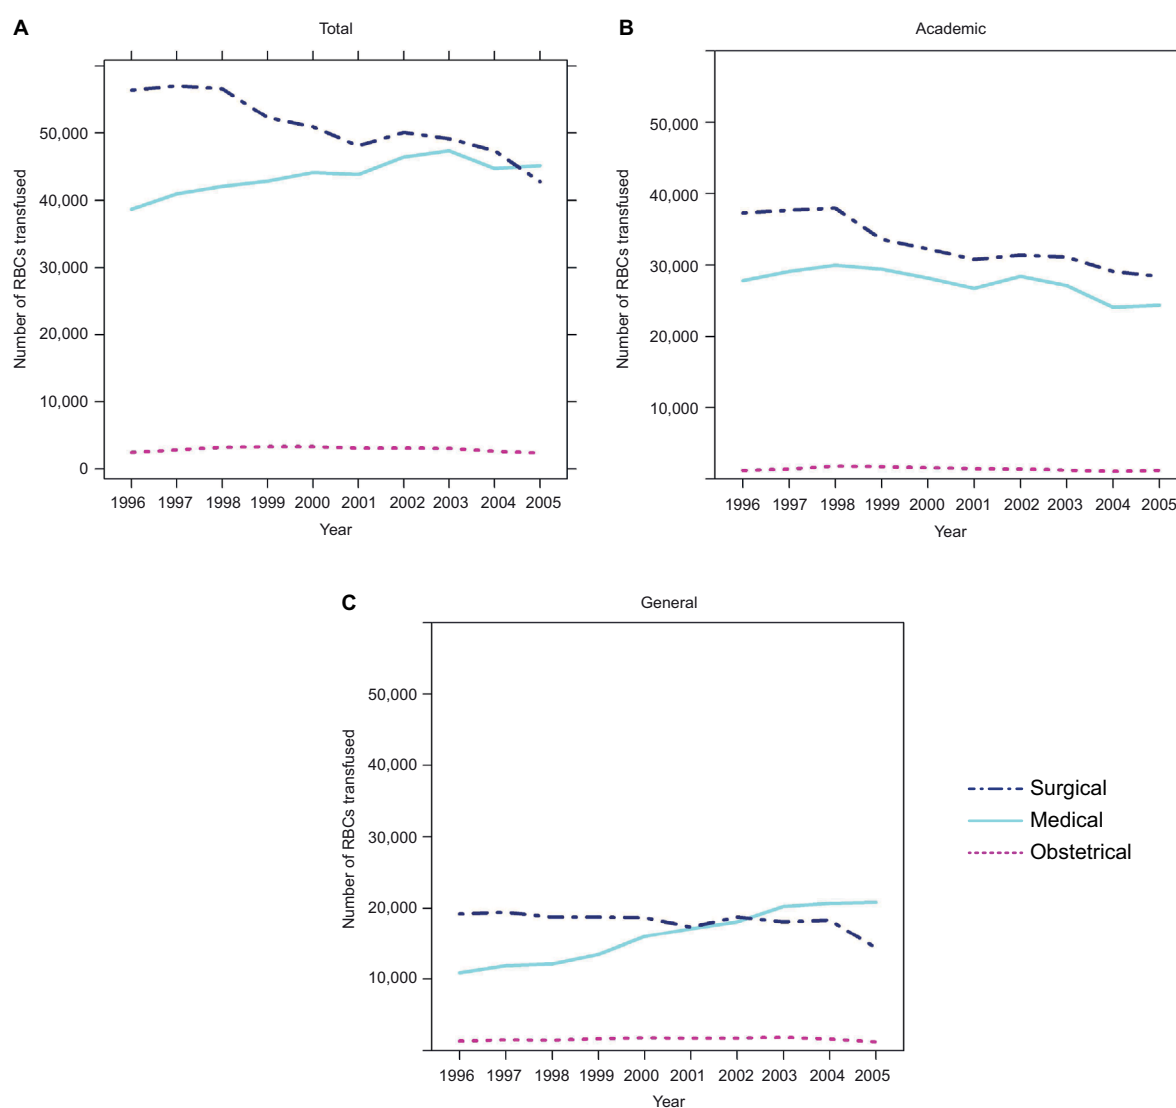 A
Total
Number of RBCs transfused
50,000
40,000
30,000
20,000
10,000
0
1996 1997 1998 1999 2000 2001 2002 2003 2004 2005
Year
B
Academic
Number of RBCs transfused
50,000
40,000
30,000
20,000
10,000
1996 1997 1998 1999 2000 2001 2002 2003 2004 2005
Year
C
General
Number of RBCs transfused
50,000
40,000
30,000
20,000
10,000
1996 1997 1998 1999 2000 2001 2002 2003 2004 2005
Year
Surgical
Medical
Obstetrical